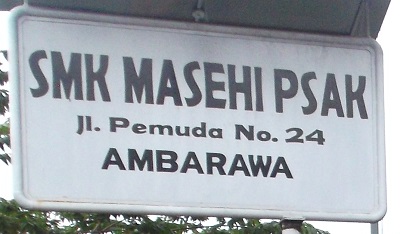 SMK MASEHI PSAK
Jl. Pemuda No. 24
AMBARAWA